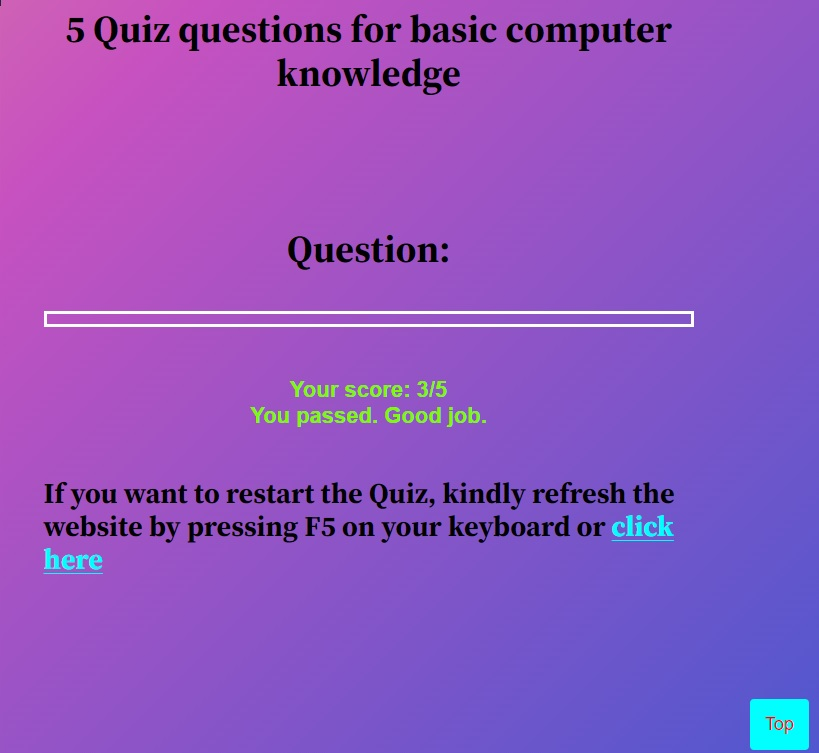 5 Quiz questions for basic computer
knowledge
Question:
Your score: 3/5
You passed. Good job.
If you want to restart the Quiz, kindly refresh the
website by pressing F5 on your keyboard or click
here
Top